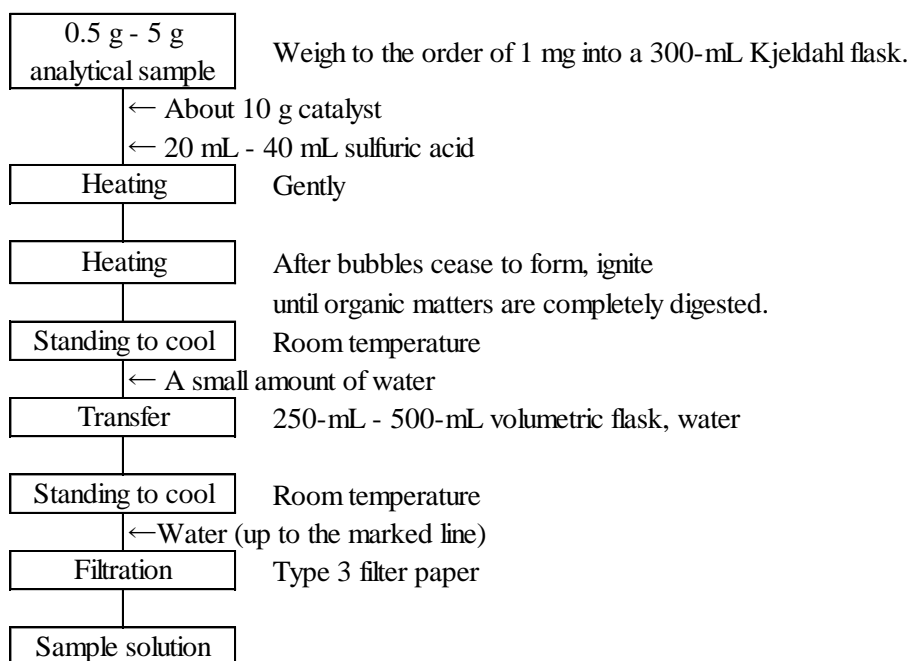 0.5 g - 5 g
analytical sample
Weigh to the order of 1 mg into a 300-mL Kjeldahl flask.
← About 10 g catalyst
← 20 mL - 40 mL sulfuric acid
Heating
Gently
Heating
After bubbles cease to form, ignite
until organic matters are completely digested.
Standing to cool
Room temperature
← A small amount of water
Transfer
250-mL - 500-mL volumetric flask, water
Standing to cool
Room temperature
←Water (up to the marked line)
Filtration
Type 3 filter paper
Sample solution